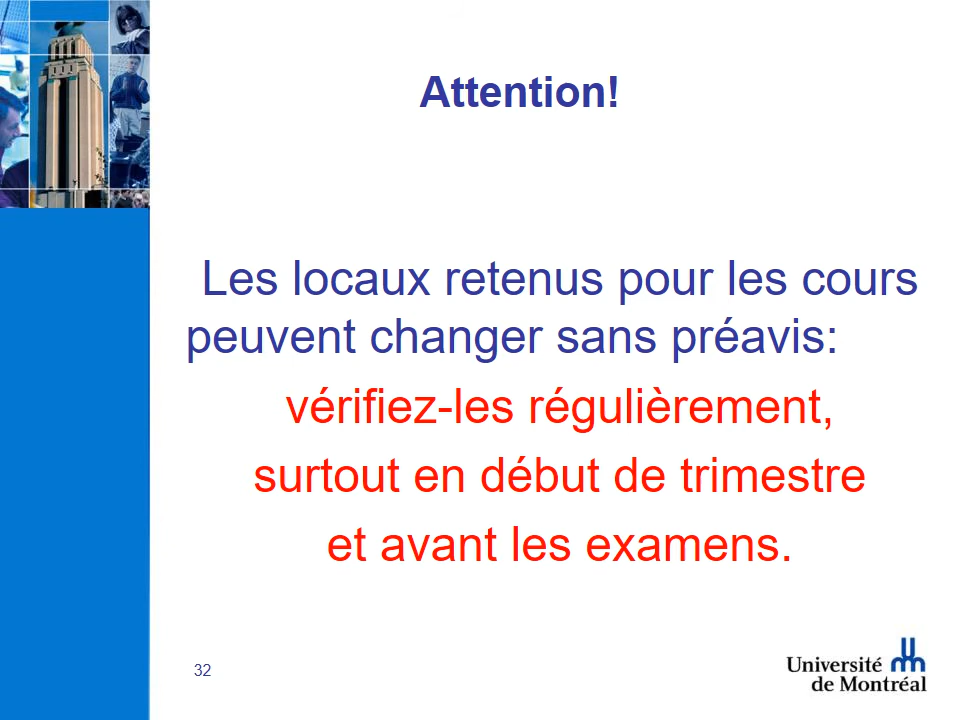 Attention!
Les locaux retenus pour les cours
peuvent changer sans préavis:
vérifiez-les régulièrement,
surtout en début de trimestre
et avant les examens.
32
Université
de Montréal